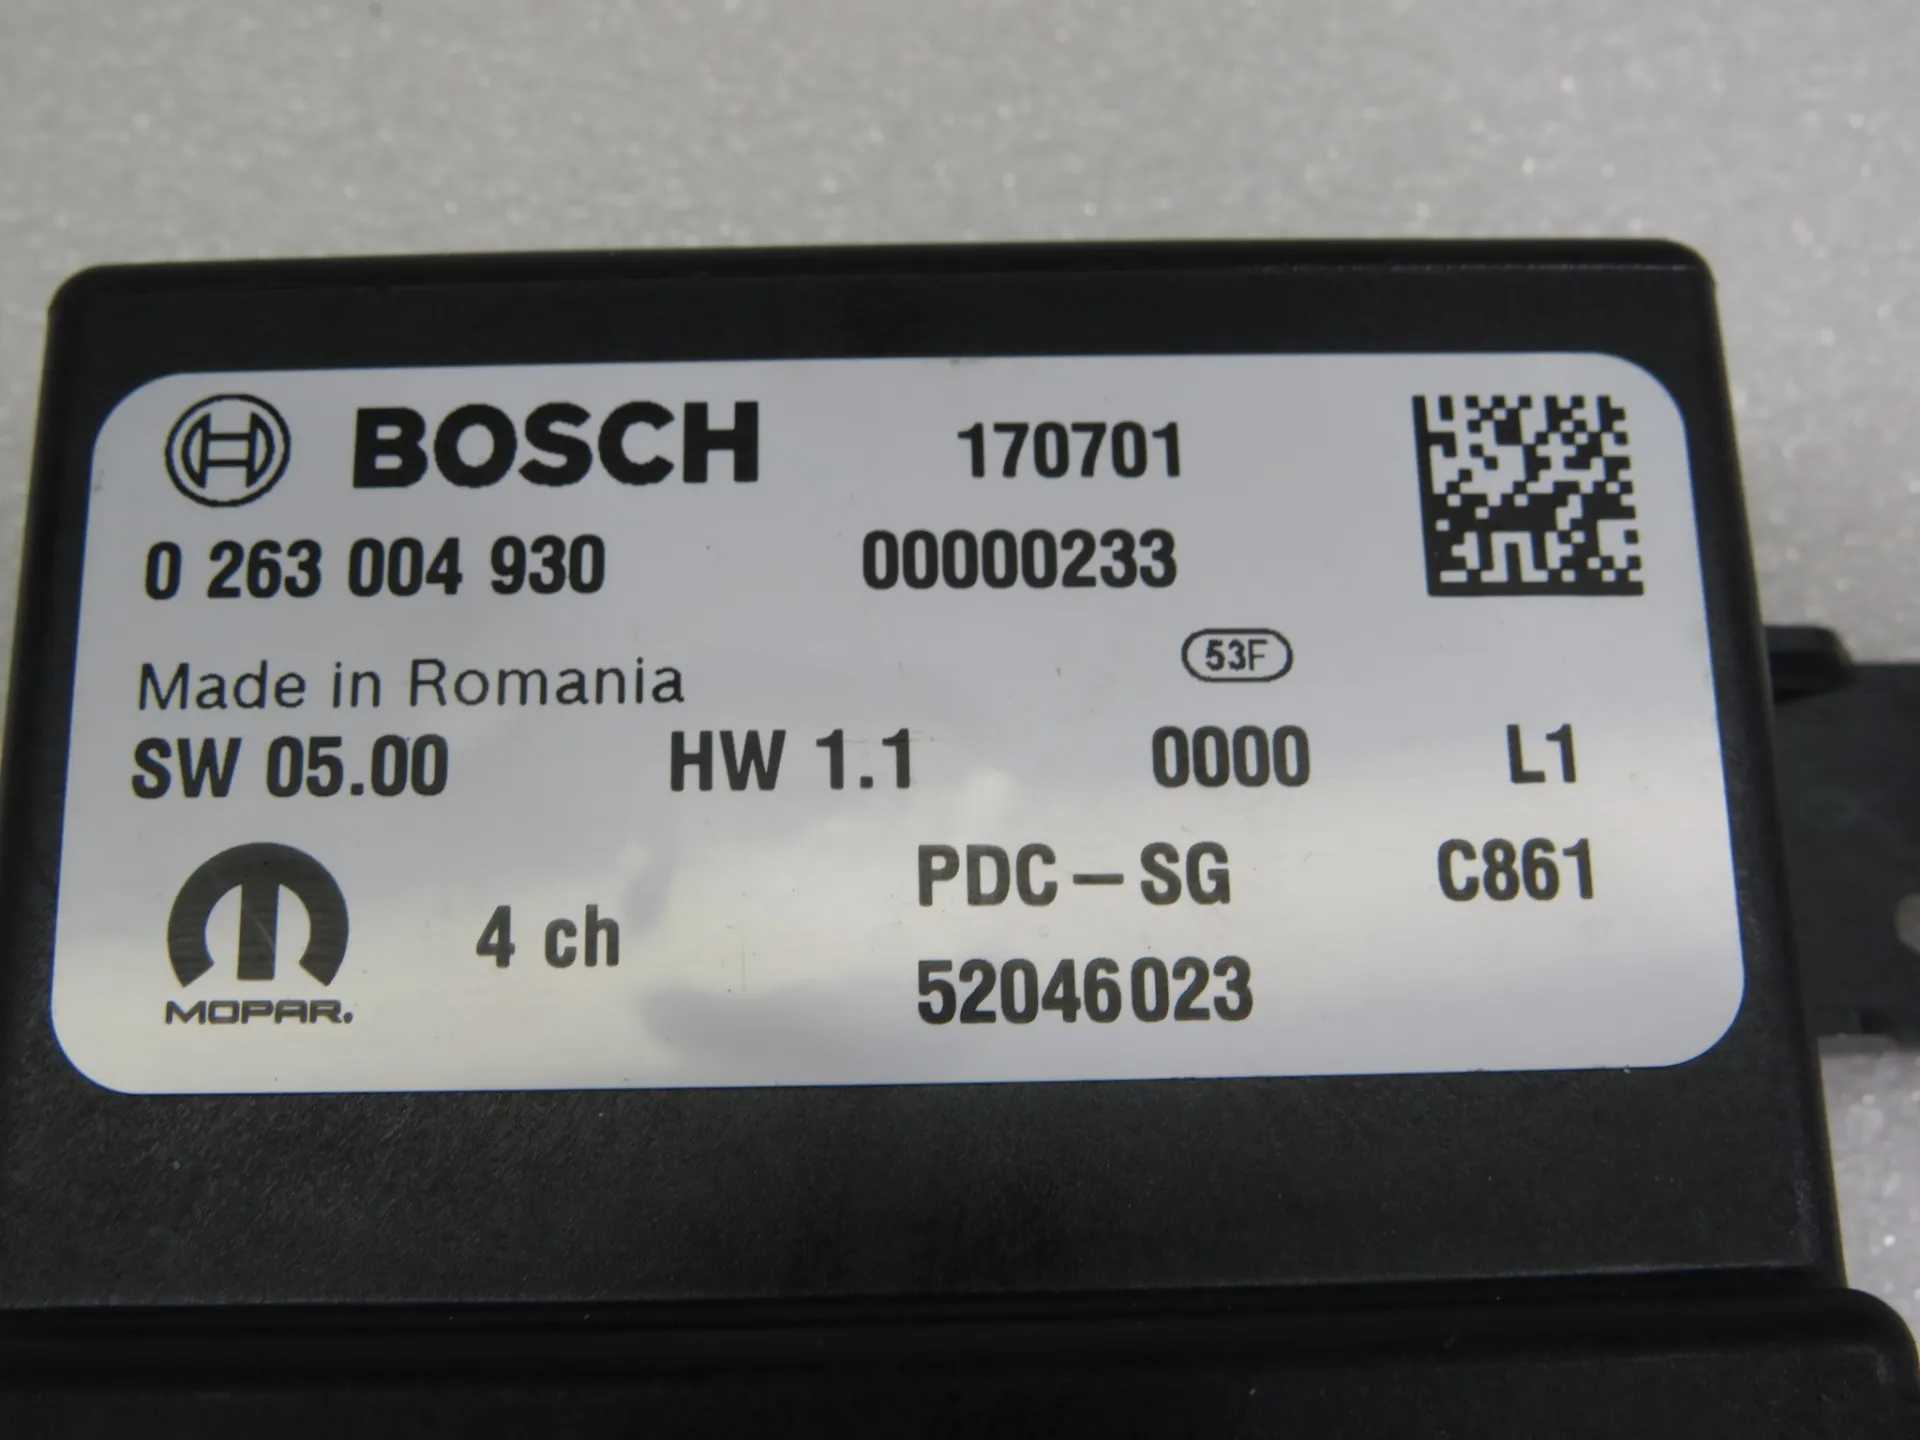 BOSCH 170701
0 263 004 930 00000233
Made in Romania 53F
SW 05.00 HW 1.1 0000 L1
PDC-SG C861
4 ch
MOPAR. 52046023